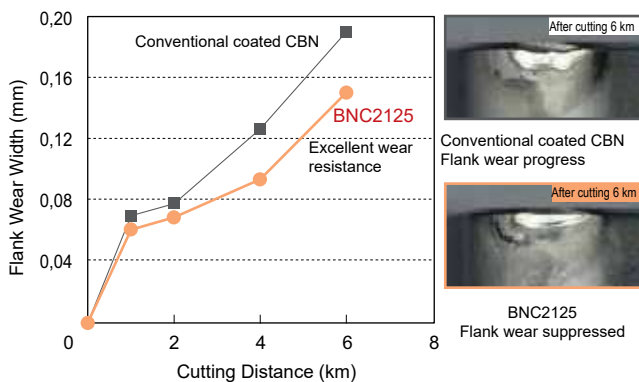 0,20
0,16
0,12
0,08
0,04
0
2
4
6
8
Flank Wear Width (mm)
Cutting Distance (km)
Conventional coated CBN
BNC2125
Excellent wear
resistance
After cutting 6 km
Conventional coated CBN
Flank wear progress
After cutting 6 km
BNC2125
Flank wear suppressed